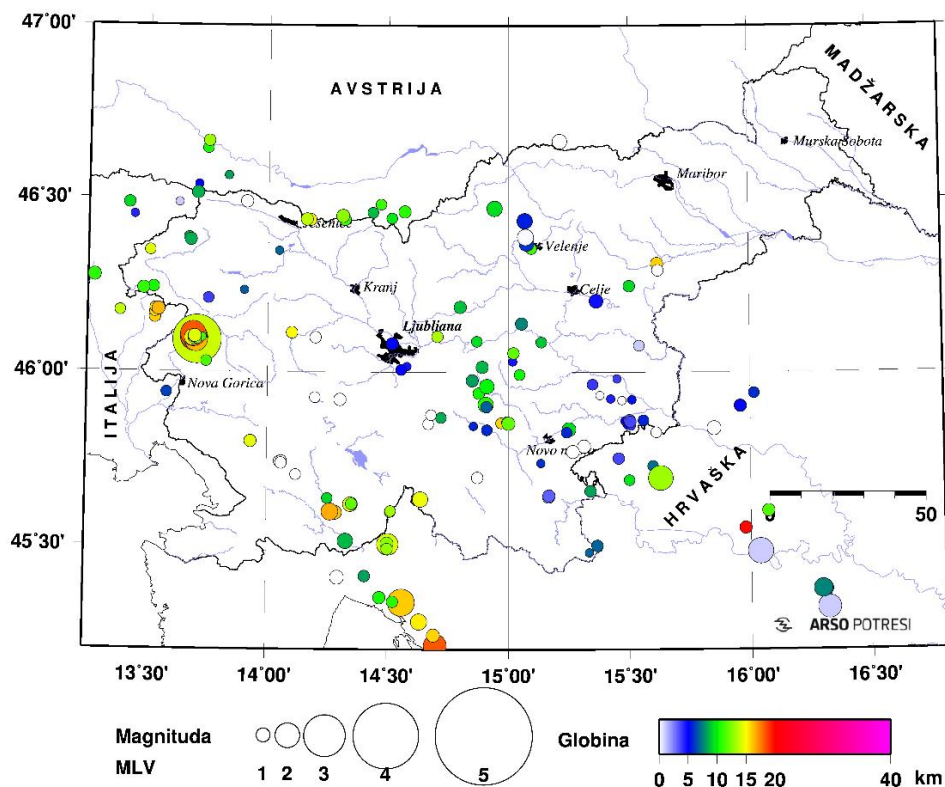 47˚00'
AVSTRIJA
MADŽARSKA
Murska Sobota
46˚30'
Maribor
Jesenice
Velenje
Kranj
Celje
Ljubljana
46˚00'
Nova Gorica
ITALIJA
Novo mesto
HRVAŠKA
0 50
45˚30'
ARSO POTRESI
13˚30' 14˚00' 14˚30' 15˚00' 15˚30' 16˚00' 16˚30'
Magnituda
MLV
1 2 3 4 5
Globina
0 5 10 15 20 40 km